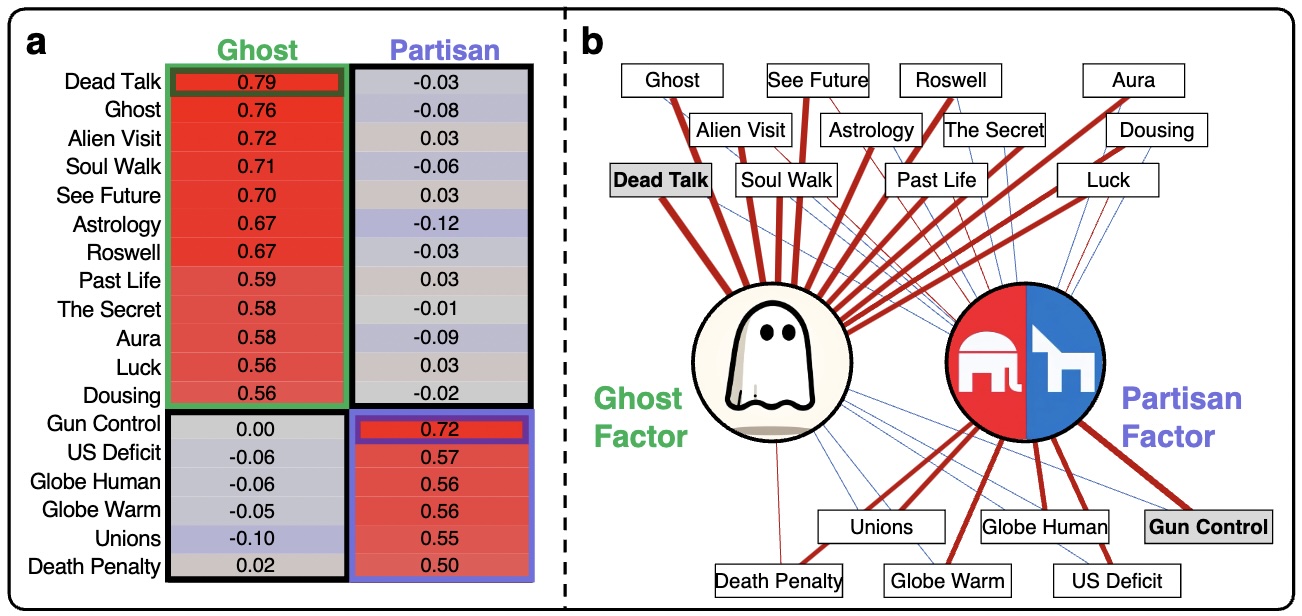 a
Ghost Partisan
Dead Talk 0.79 -0.03
Ghost 0.76 -0.08
Alien Visit 0.72 0.03
Soul Walk 0.71 -0.06
See Future 0.70 0.03
Astrology 0.67 -0.12
Roswell 0.67 -0.03
Past Life 0.59 0.03
The Secret 0.58 -0.01
Aura 0.58 -0.09
Luck 0.56 0.03
Dousing 0.56 -0.02
Gun Control 0.00 0.72
US Deficit -0.06 0.57
Globe Human -0.06 0.56
Globe Warm -0.05 0.56
Unions -0.10 0.55
Death Penalty 0.02 0.50
b
Ghost See Future Roswell Aura
Alien Visit Astrology The Secret Dousing
Dead Talk Soul Walk Past Life Luck
Ghost
Factor
Partisan
Factor
Unions Globe Human Gun Control
Death Penalty Globe Warm US Deficit